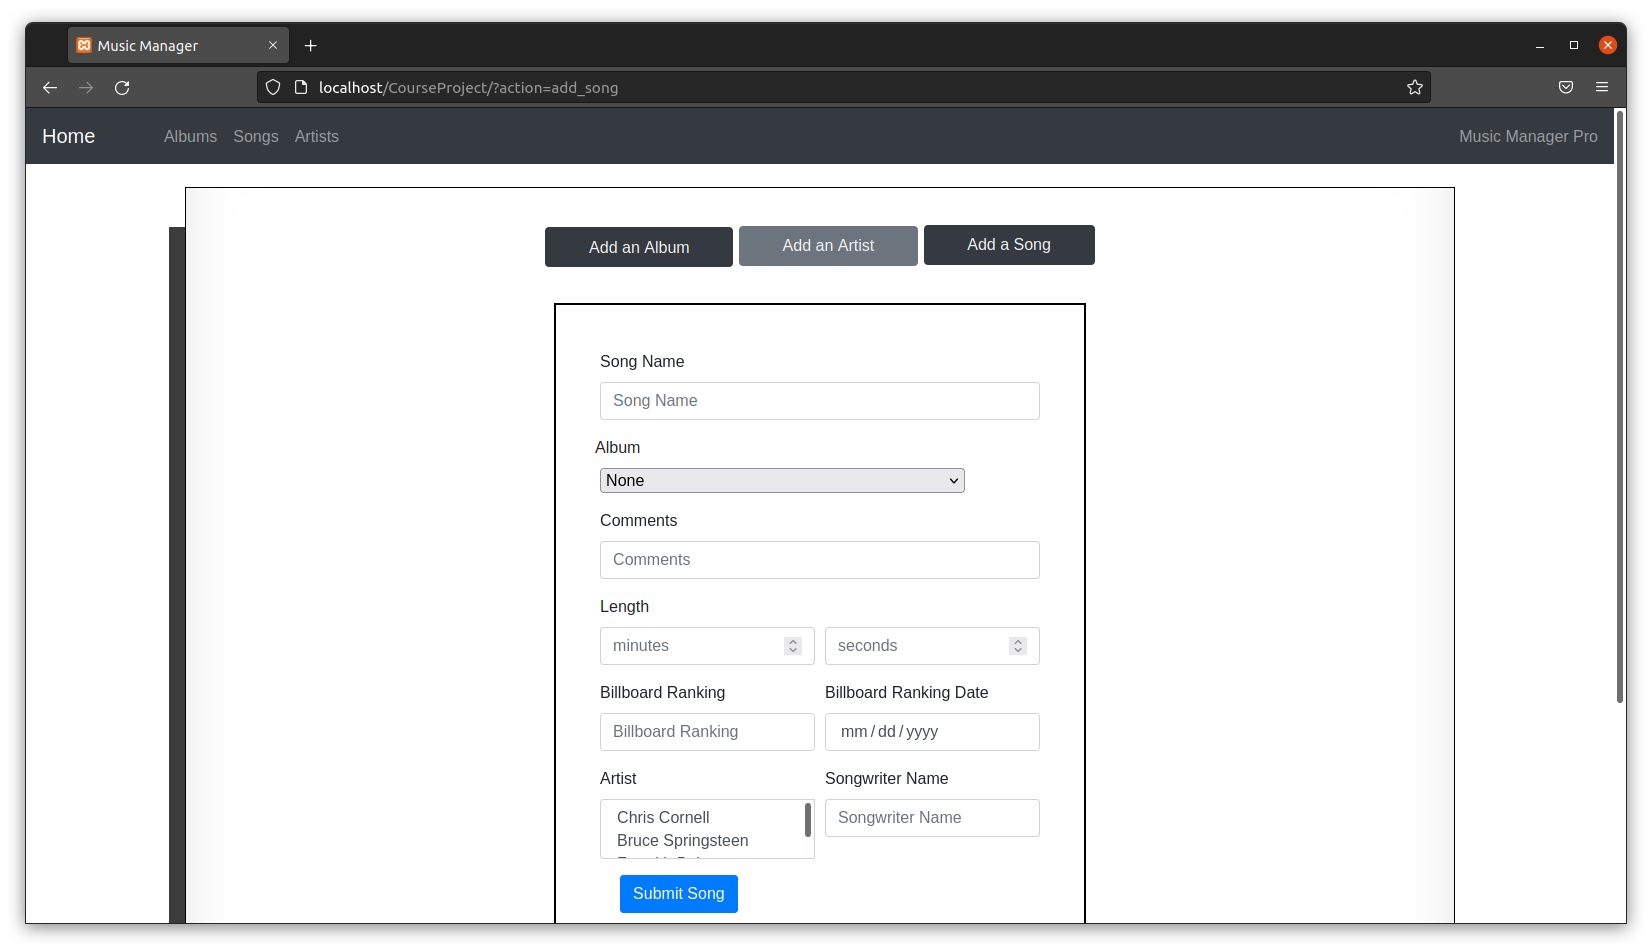 Music Manager
localhost/CourseProject/?action=add_song
Home Albums Songs Artists Music Manager Pro
Add an Album Add an Artist Add a Song
Song Name
Song Name
Album
None
Comments
Comments
Length
minutes seconds
Billboard Ranking Billboard Ranking Date
Billboard Ranking mm/dd/yyyy
Artist Songwriter Name
Chris Cornell Songwriter Name
Bruce Springsteen
Submit Song